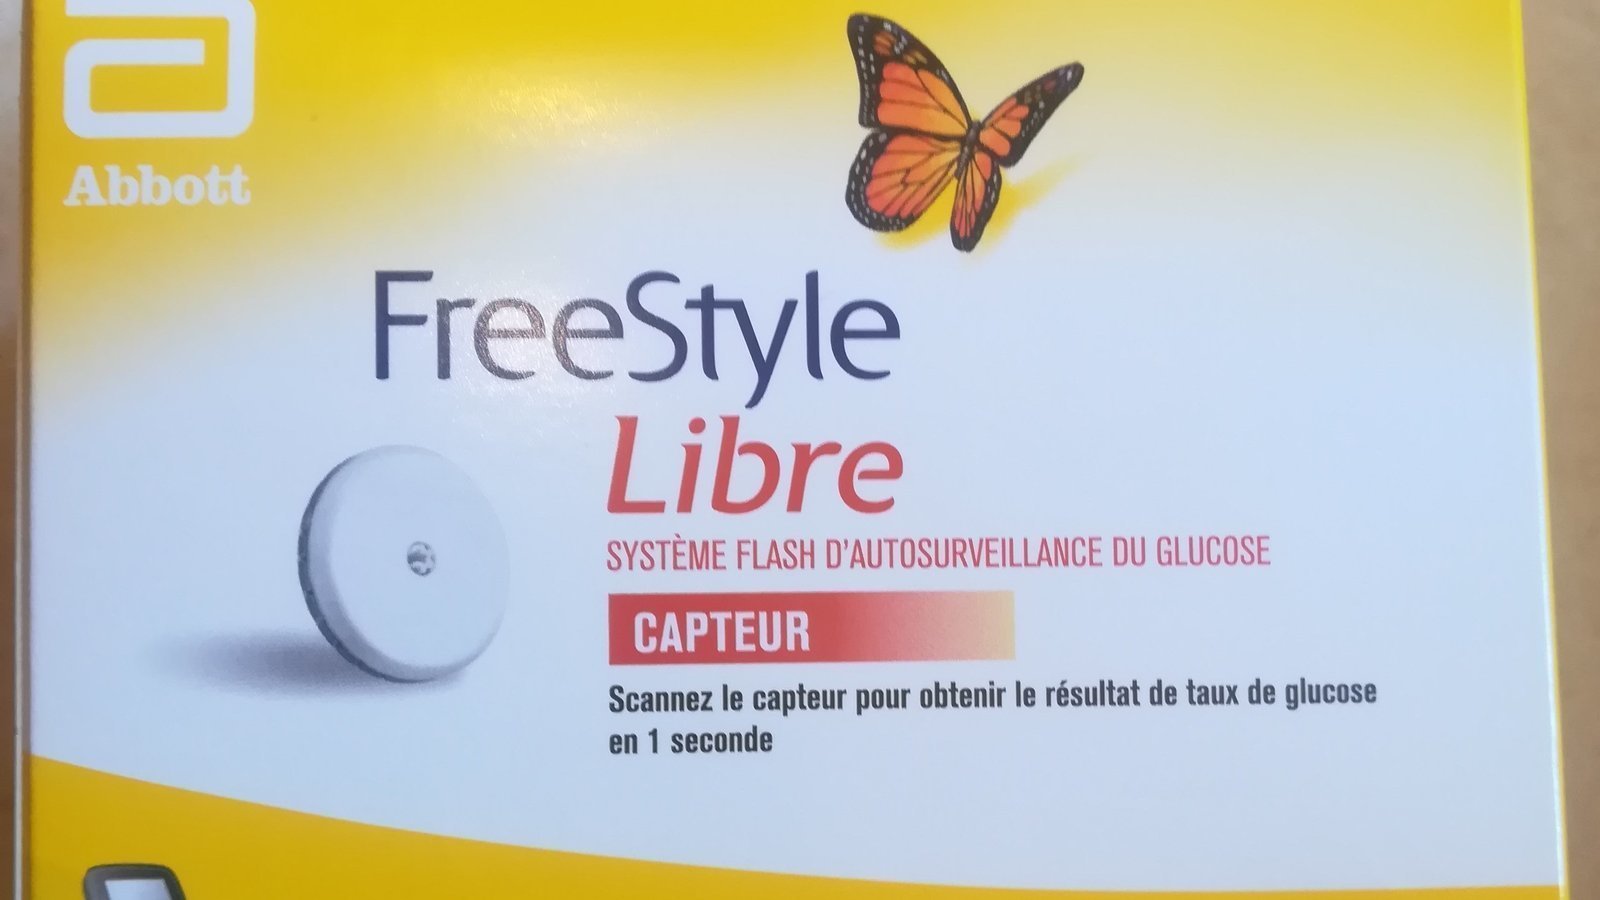 Abbott
FreeStyle
Libre
SYSTÈME FLASH D'AUTOSURVEILLANCE DU GLUCOSE
CAPTEUR
Scannez le capteur pour obtenir le résultat de taux de glucose
en 1 seconde